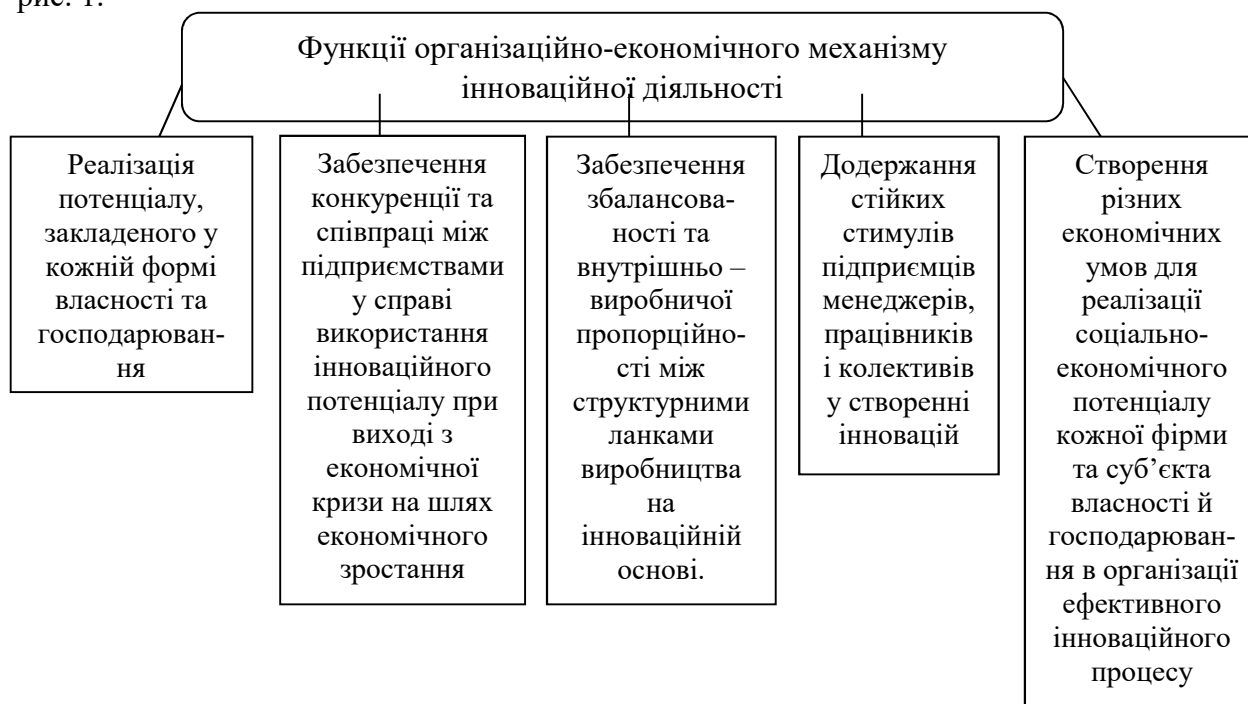 рис. 1.
Функції організаційно-економічного механізму
інноваційної діяльності
Реалізація
потенціалу,
закладеного у
кожній формі
власності та
господарюван-
ня
Забезпечення
конкуренції та
співпраці між
підприємствами
у справі
використання
інноваційного
потенціалу при
виході з
економічної
кризи на шлях
економічного
зростання
Забезпечення
збалансова-
ності та
внутрішньо –
виробничої
пропорційно-
сті між
структурними
ланками
виробництва
на
інноваційній
основі.
Додержання
стійких
стимулів
підприємців
менеджерів,
працівників
і колективів
у створенні
інновацій
Створення
різних
економічних
умов для
реалізації
соціально-
економічного
потенціалу
кожної фірми
та суб’єкта
власності й
господарюван-
ня в організації
ефективного
інноваційного
процесу